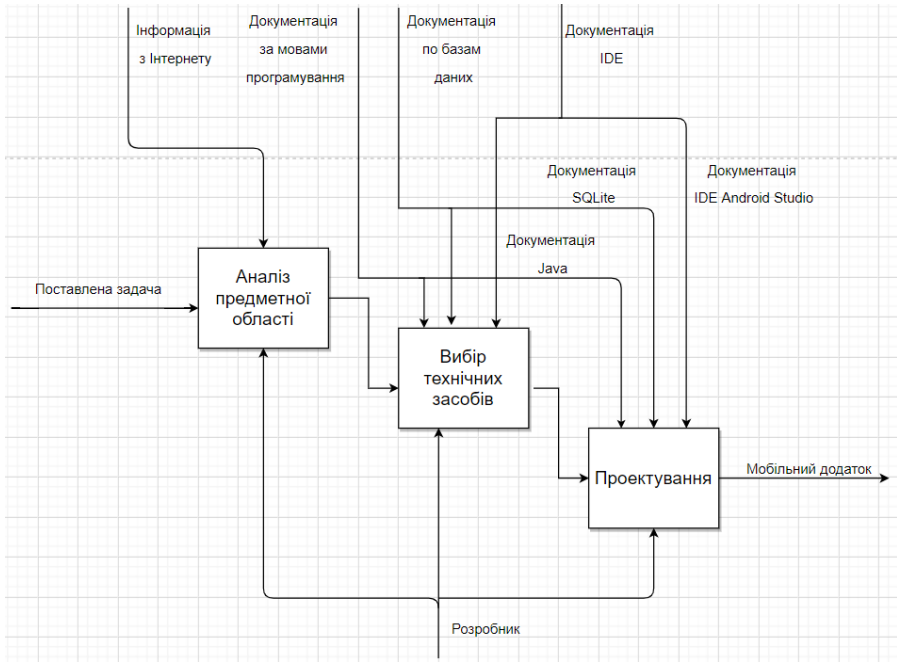 Інформація
з Інтернету
Документація
за мовами
програмування
Документація
по базам
даних
Документація
IDE
Документація
SQLite
Документація
IDE Android Studio
Документація
Java
Поставлена задача
Аналіз
предметної
області
Вибір
технічних
засобів
Проектування
Мобільний додаток
Розробник